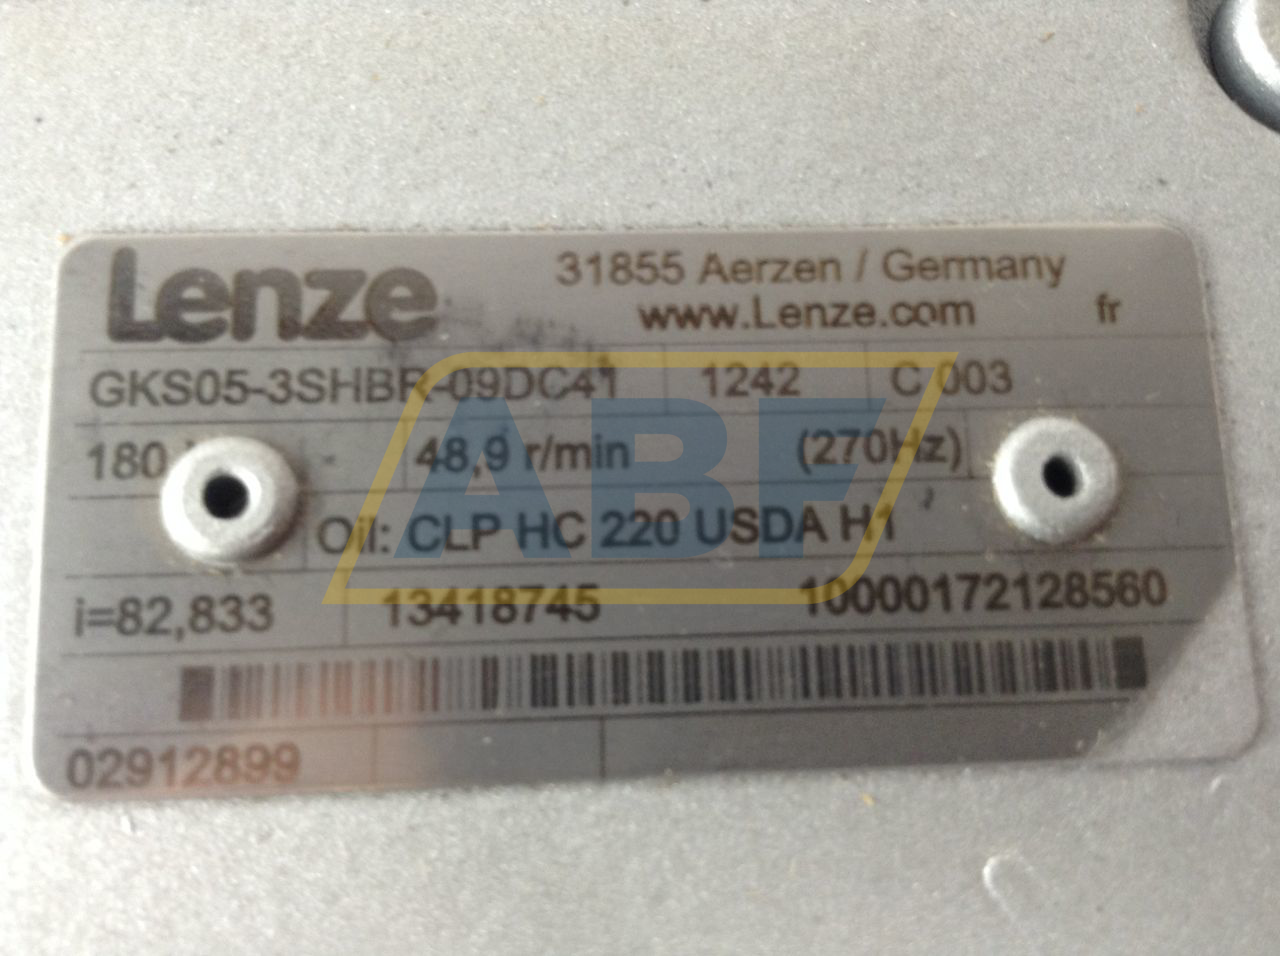 Lenze 31855 Aerzen / Germany
www.Lenze.com fr
GKS05-3SHBR-09DC41 1242 C 003
180 48,9 r/min (270Hz)
Oil: CLP HC 220 USDA H1
i=82,833 13418745 10000172128560
02912899
ABF